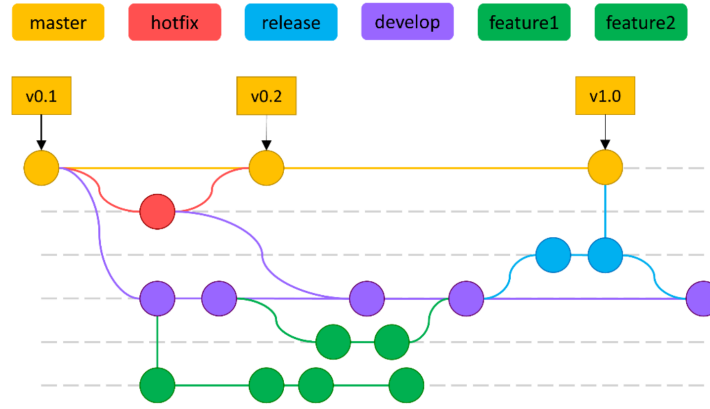 master
hotfix
release
develop
feature1
feature2
v0.1
v0.2
v1.0